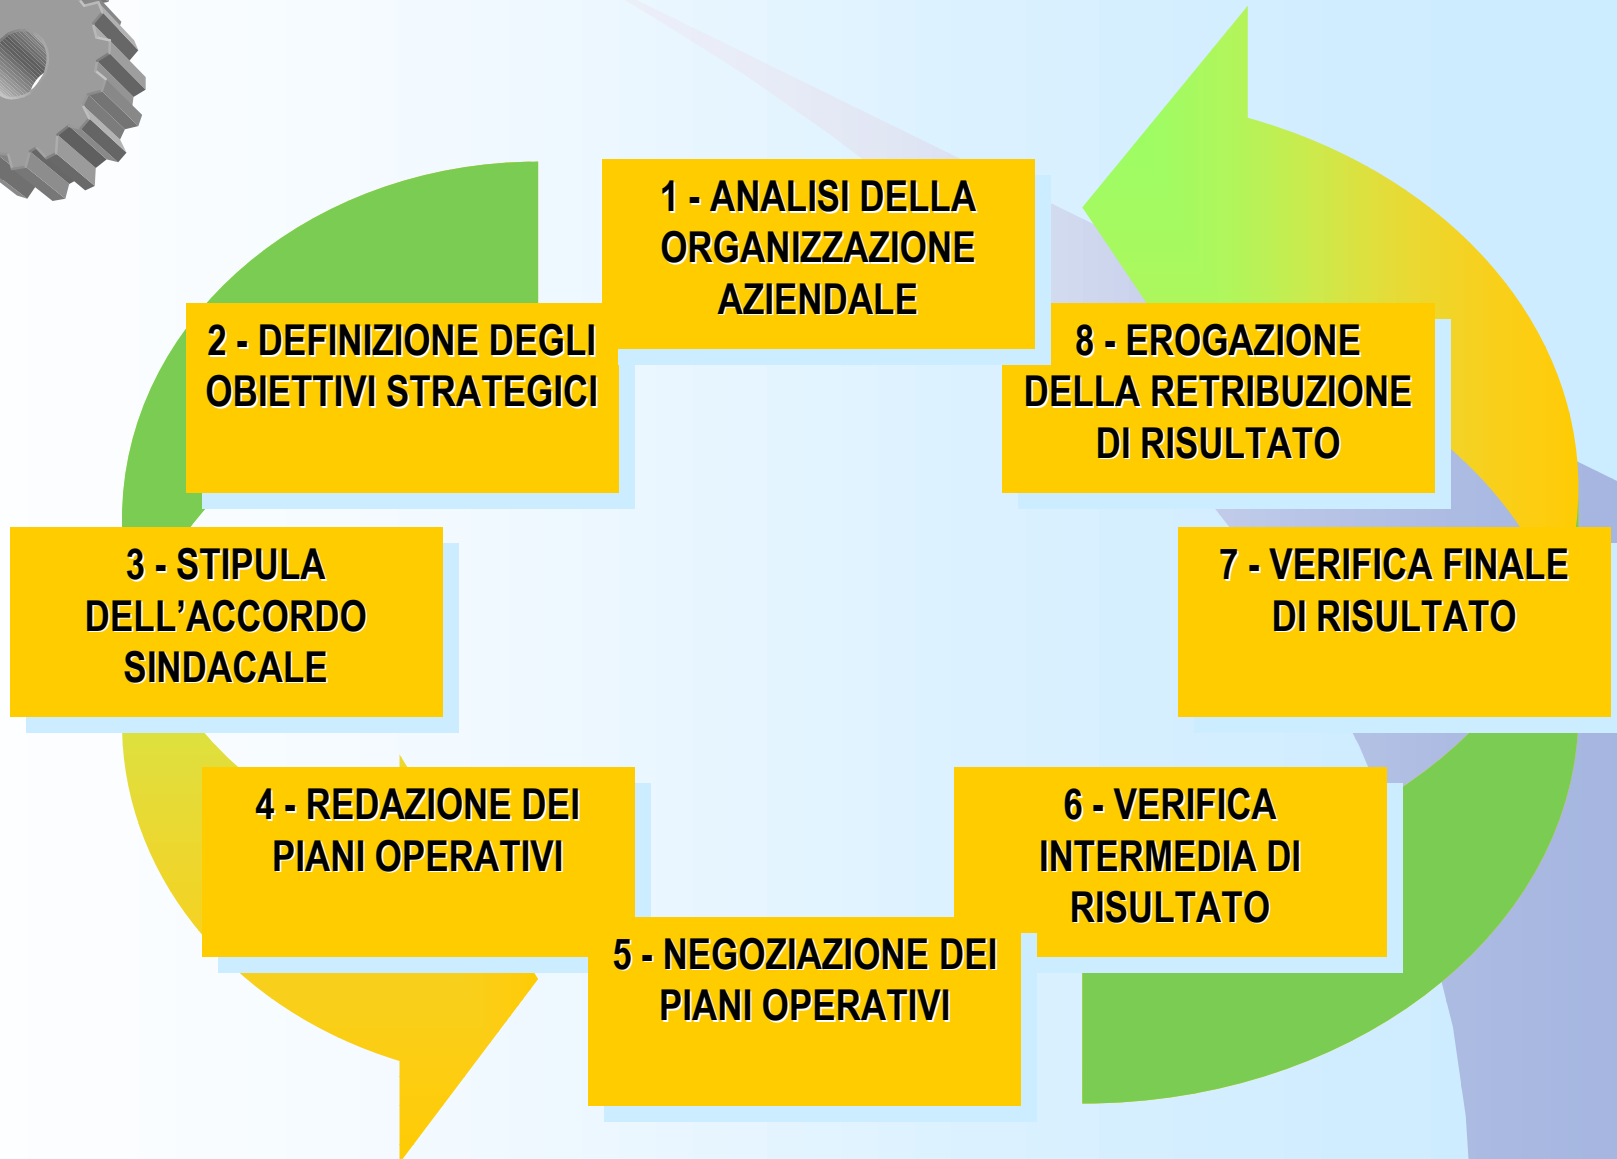 1 - ANALISI DELLA
ORGANIZZAZIONE
AZIENDALE
2 - DEFINIZIONE DEGLI
OBIETTIVI STRATEGICI
3 - STIPULA
DELL’ACCORDO
SINDACALE
4 - REDAZIONE DEI
PIANI OPERATIVI
5 - NEGOZIAZIONE DEI
PIANI OPERATIVI
6 - VERIFICA
INTERMEDIA DI
RISULTATO
7 - VERIFICA FINALE
DI RISULTATO
8 - EROGAZIONE
DELLA RETRIBUZIONE
DI RISULTATO